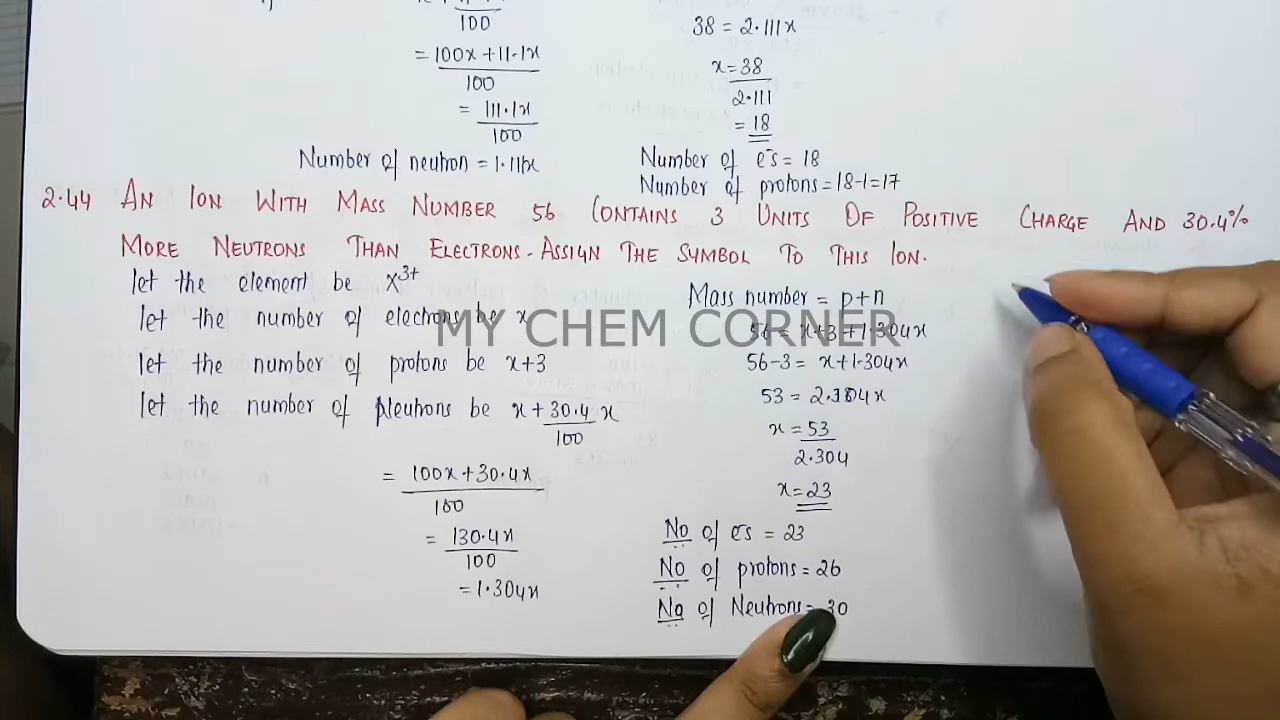 100
= 100x + 11.1x
100
= 111.1x
100
Number of neutron = 1.111x
38 = 2.111x
x = 38
2.111
= 18
Number of e⁻s = 18
Number of protons = 18-1 = 17
2.44 AN ION WITH MASS NUMBER 56 CONTAINS 3 UNITS OF POSITIVE CHARGE AND 30.4%
MORE NEUTRONS THAN ELECTRONS. ASSIGN THE SYMBOL TO THIS ION.
let the element be X³⁺
let the number of electrons be x
let the number of protons be x+3
let the number of Neutrons be x + 30.4 x
100
= 100x + 30.4x
100
= 130.4x
100
= 1.304x
Mass number = p+n
56 = x+3+1.304x
56-3 = x+1.304x
53 = 2.304x
x = 53
2.304
x = 23
No of e⁻s = 23
No of protons = 26
No of Neutrons = 30
MY CHEM CORNER